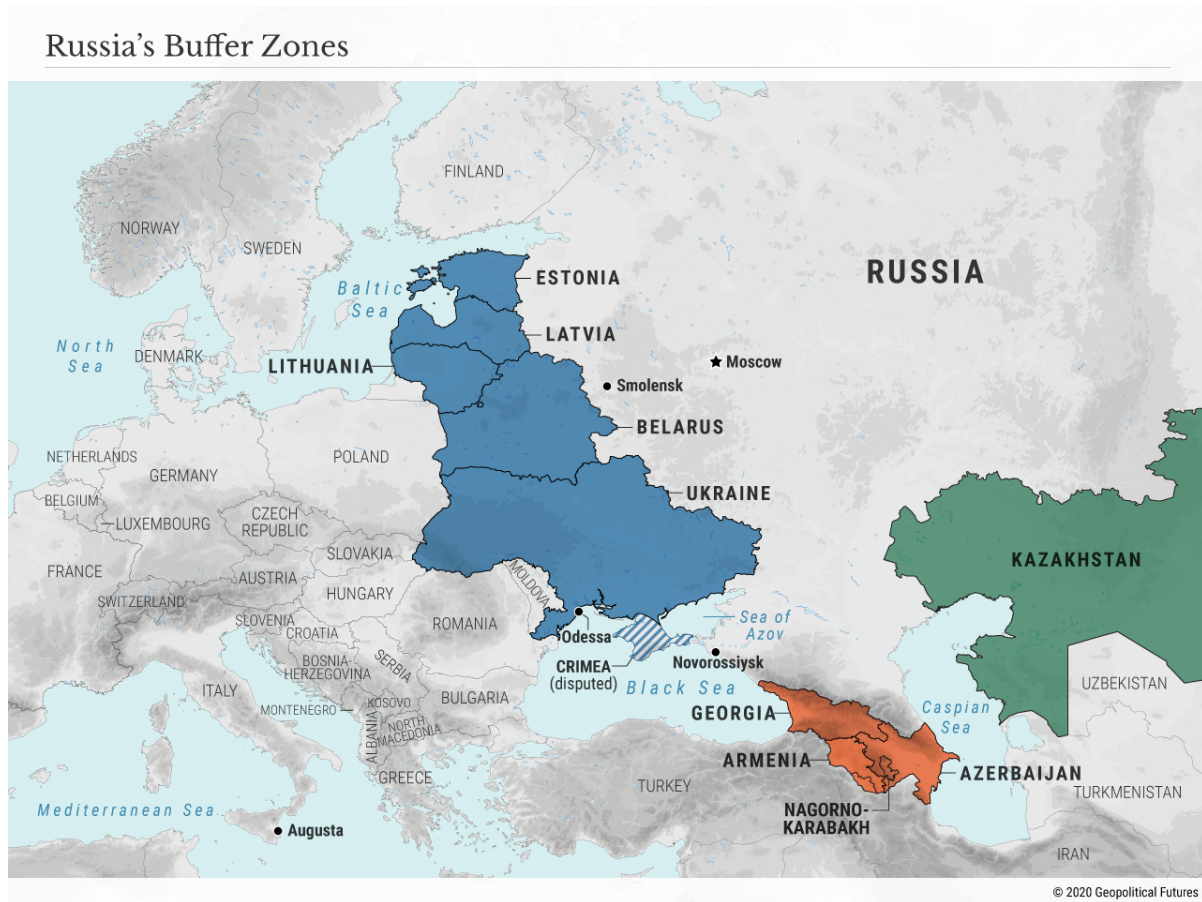 Russia's Buffer Zones
FINLAND
NORWAY
SWEDEN
RUSSIA
ESTONIA
Baltic
Sea
LATVIA
North
Sea
DENMARK
LITHUANIA
Moscow
Smolensk
BELARUS
NETHERLANDS
POLAND
GERMANY
UKRAINE
BELGIUM
LUXEMBOURG
CZECH
REPUBLIC
SLOVAKIA
KAZAKHSTAN
FRANCE
AUSTRIA
MOLDOVA
HUNGARY
SWITZERLAND
SLOVENIA
ROMANIA
Sea of
Azov
CROATIA
Odessa
BOSNIA-
HERZEGOVINA
SERBIA
CRIMEA
(disputed)
Novorossiysk
ITALY
UZBEKISTAN
Black Sea
BULGARIA
KOSOVO
MONTENEGRO
GEORGIA
Caspian
Sea
NORTH
MACEDONIA
ALBANIA
ARMENIA
AZERBAIJAN
GREECE
TURKEY
TURKMENISTAN
NAGORNO-
KARABAKH
Mediterranean Sea
Augusta
IRAN
© 2020 Geopolitical Futures